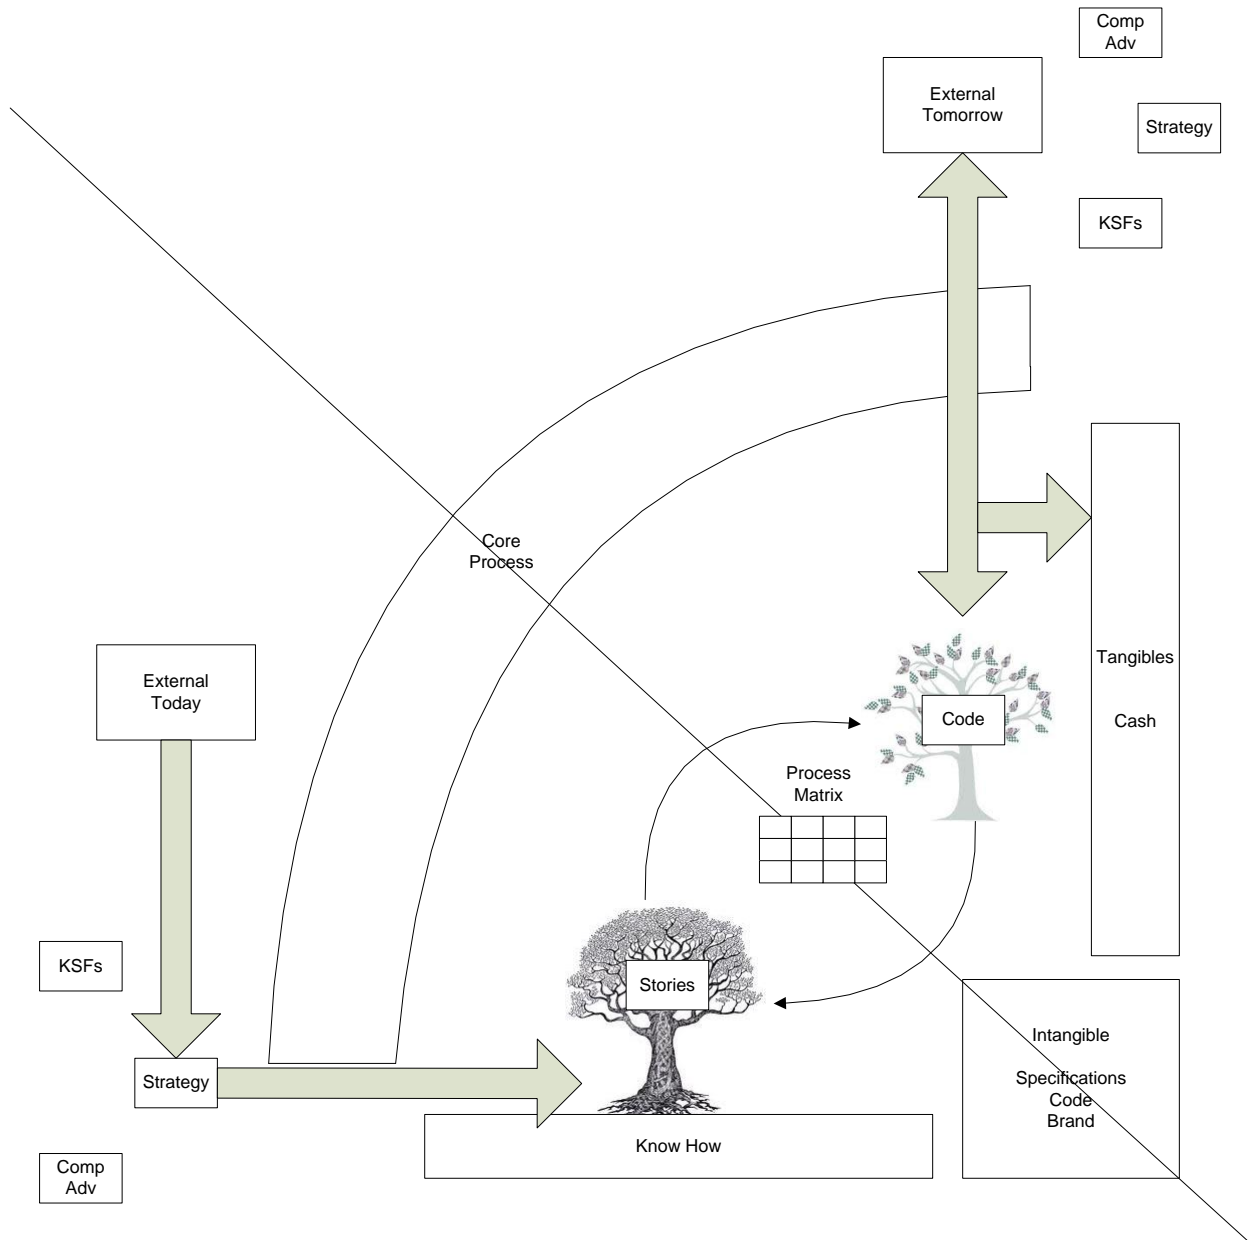 Comp
Adv
External
Tomorrow
Strategy
KSFs
Core
Process
External
Today
Tangibles
Cash
Code
Process
Matrix
KSFs
Stories
Intangible
Specifications
Code
Brand
Strategy
Know How
Comp
Adv